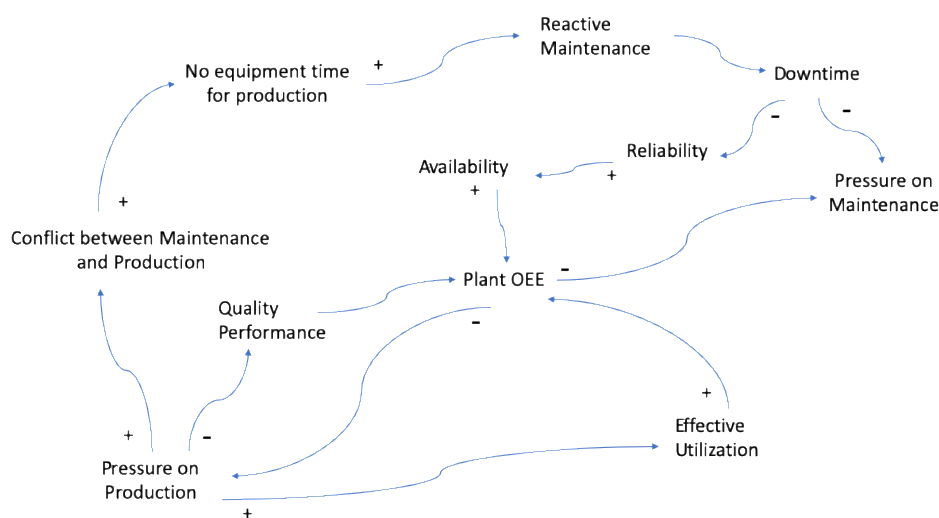 Reactive
Maintenance
+
No equipment time
for production
Downtime
-
-
Reliability
+
Availability
+
Pressure on
Maintenance
+
Conflict between Maintenance
and Production
Plant OEE
-
-
Quality
Performance
+
Effective
Utilization
+
-
Pressure on
Production
+